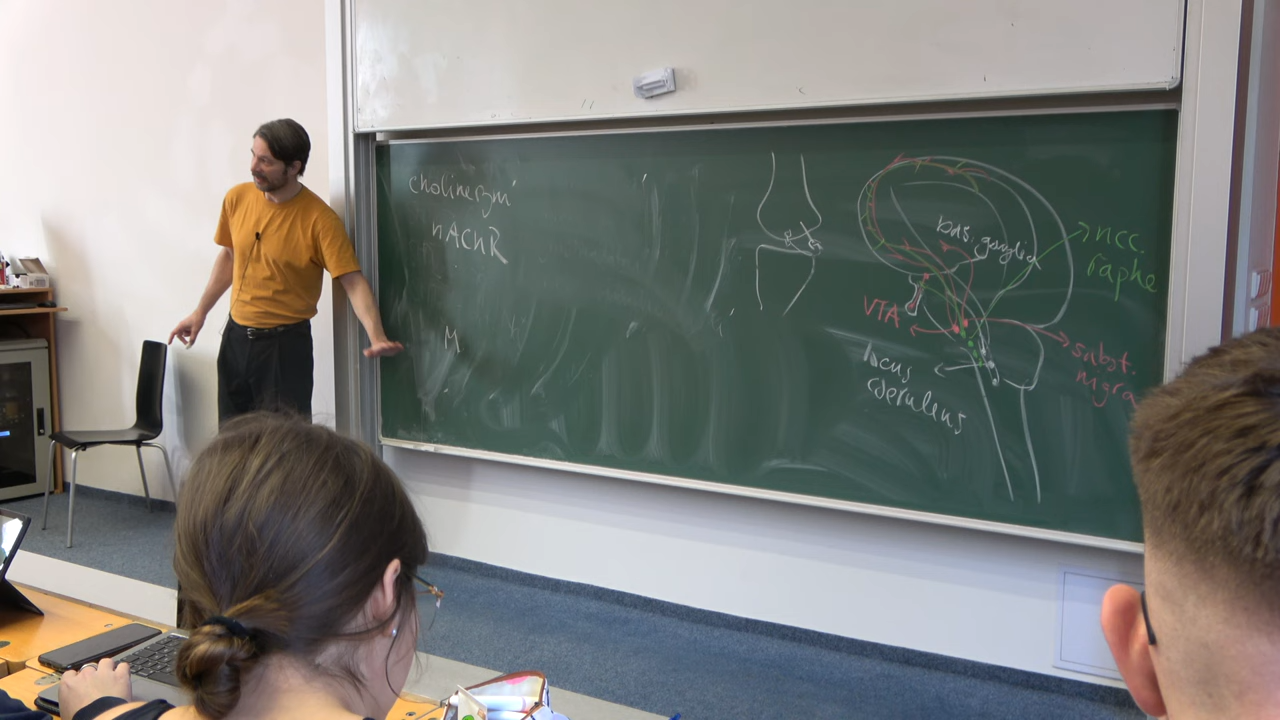 cholinergní
nAChR
M
bas. ganglia
ncc.
raphe
VTA
subst.
nigra
locus
coeruleus